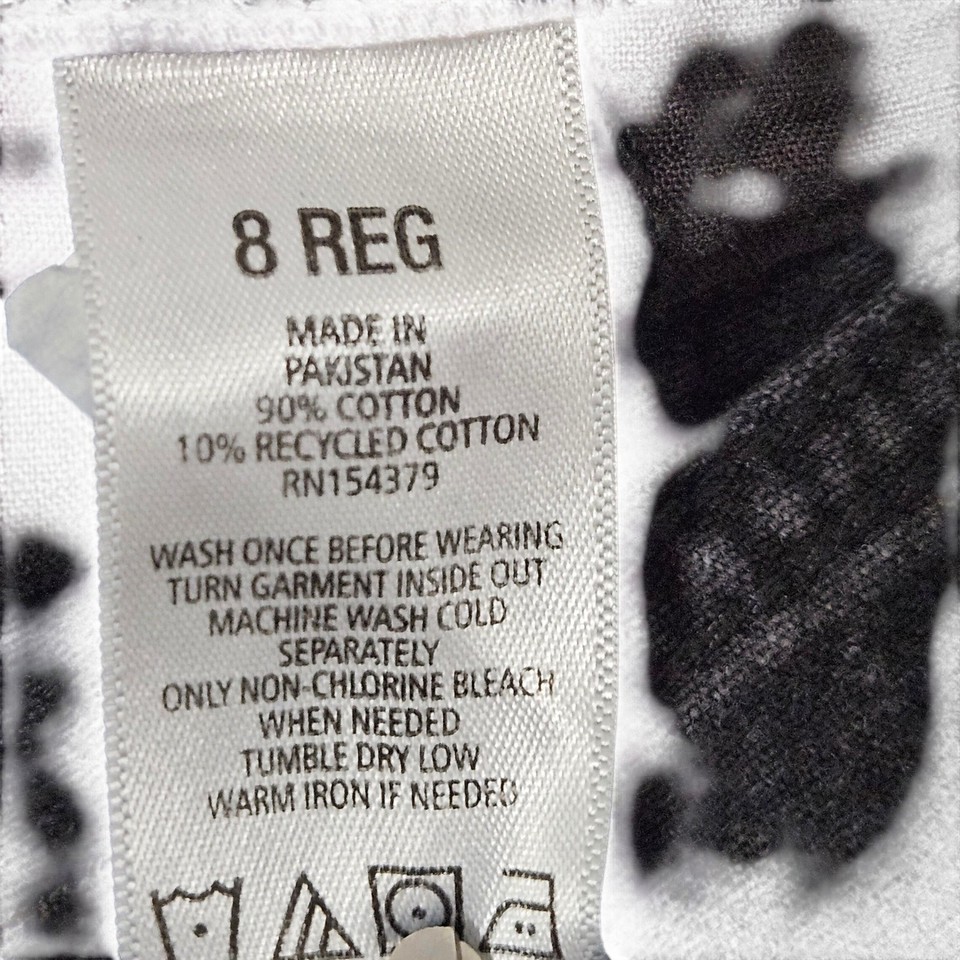 8 REG
MADE IN
PAKISTAN
90% COTTON
10% RECYCLED COTTON
RN154379
WASH ONCE BEFORE WEARING
TURN GARMENT INSIDE OUT
MACHINE WASH COLD
SEPARATELY
ONLY NON-CHLORINE BLEACH
WHEN NEEDED
TUMBLE DRY LOW
WARM IRON IF NEEDED